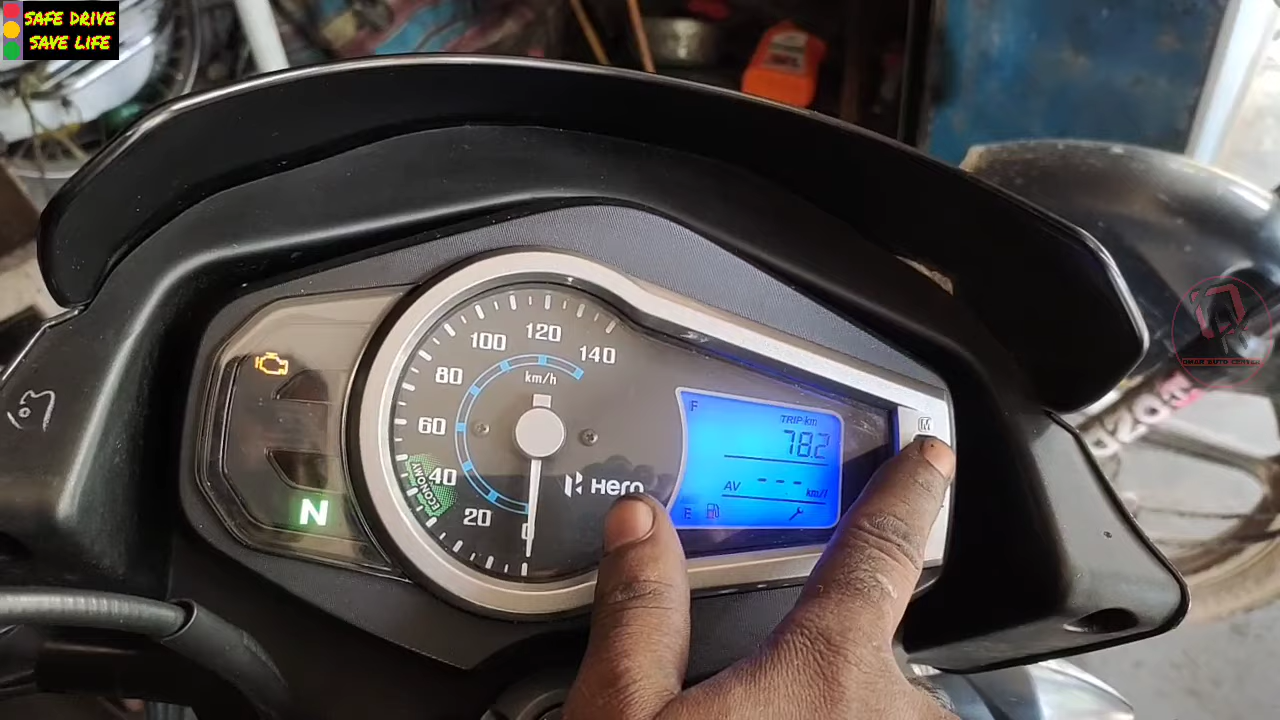 SAFE DRIVE
SAVE LIFE
120
100
140
80
km/h
60
40
ECONOMY
20
0
Hero
N
F
TRIP km
78.2
AV ---- km/l
E
M
103